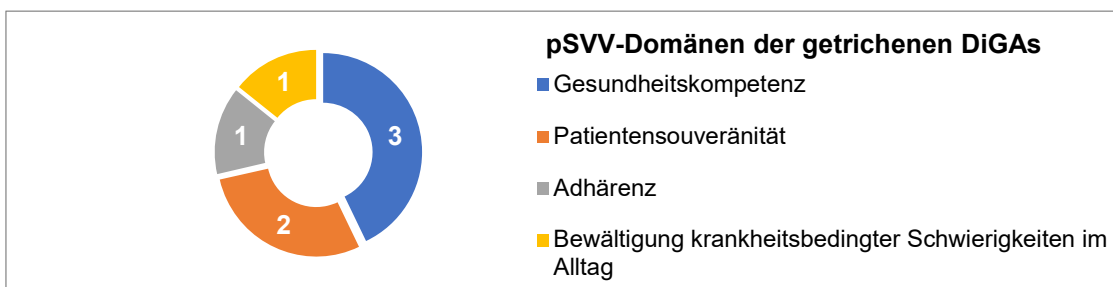 pSVV-Domänen der getrichenen DiGAs
Gesundheitskompetenz
Patientensouveränität
Adhärenz
Bewältigung krankheitsbedingter Schwierigkeiten im
Alltag
1
3
1
2